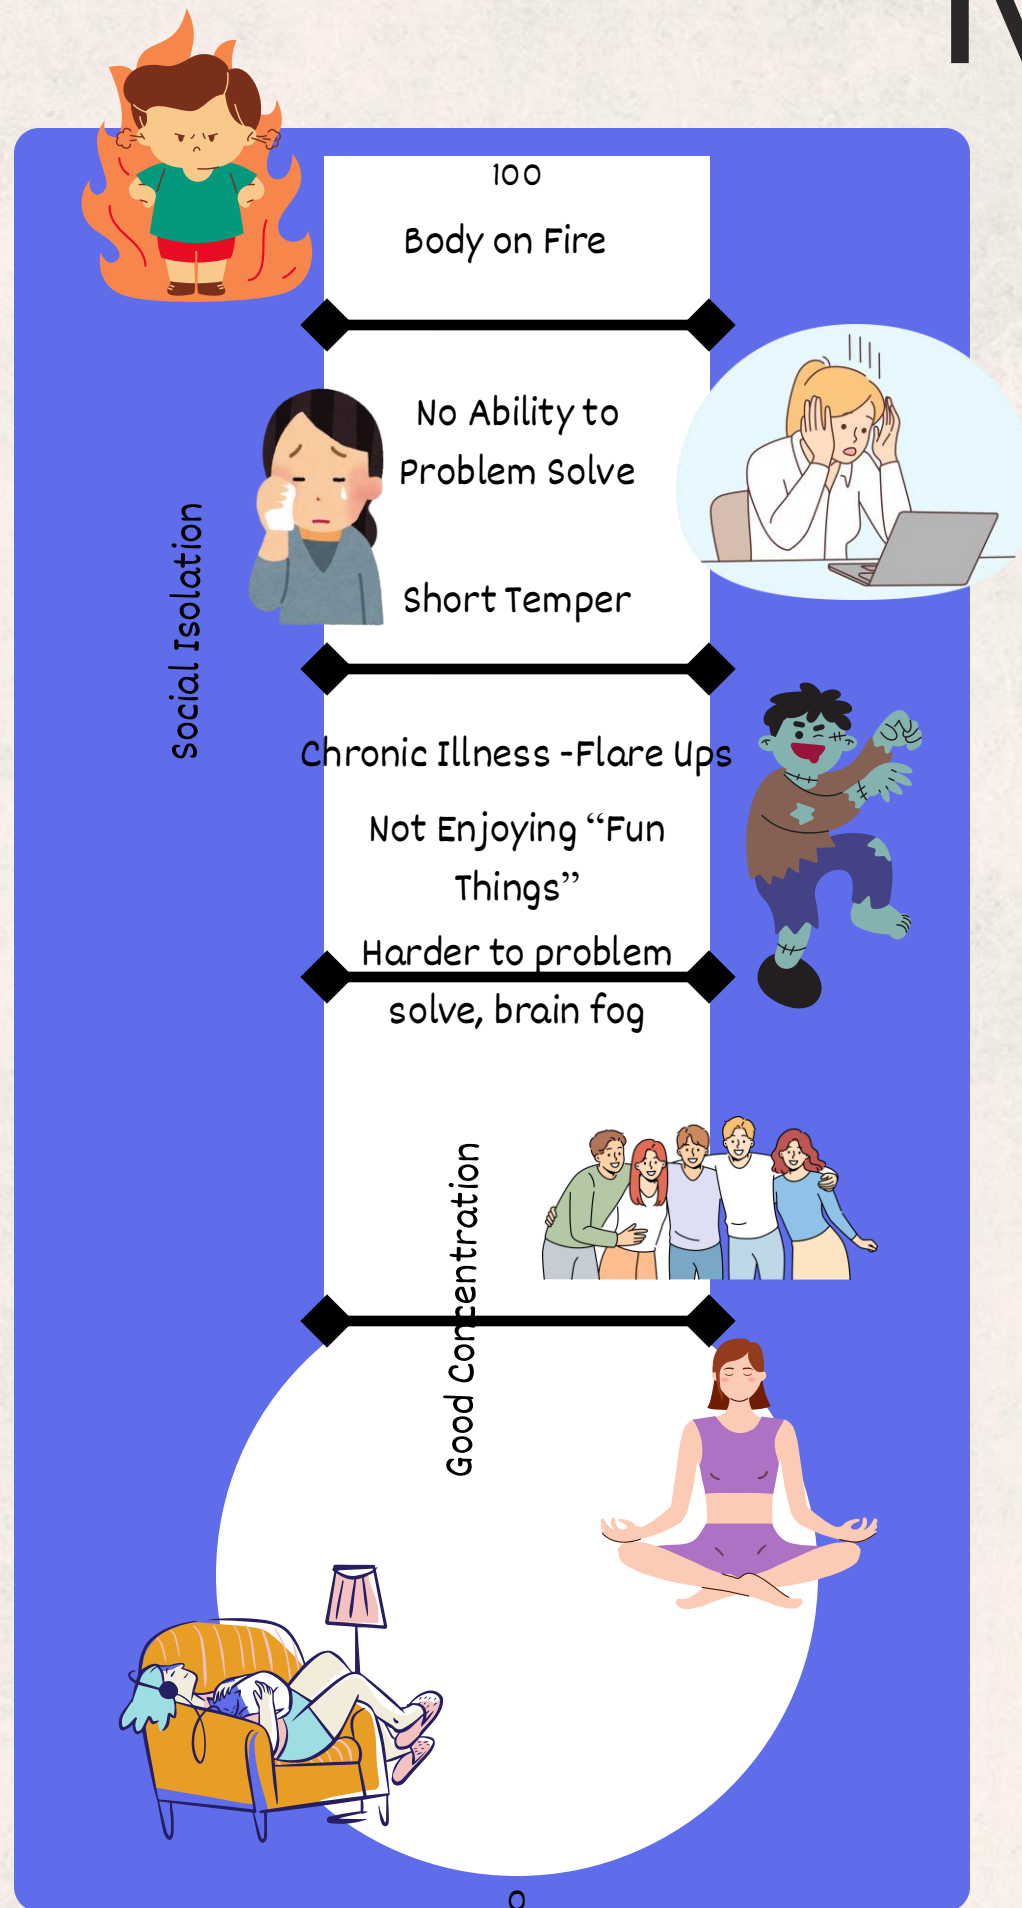 100
Body on Fire
No Ability to
Problem Solve
Short Temper
Social Isolation
Chronic Illness -Flare Ups
Not Enjoying “Fun
Things”
Harder to problem
solve, brain fog
Good Concentration
0